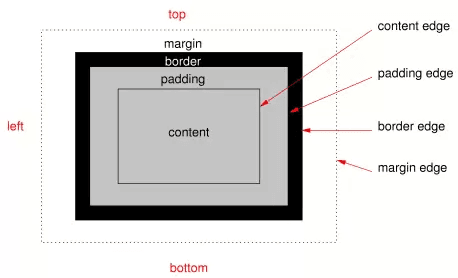 top
content edge
margin
border
padding edge
padding
left
content
border edge
margin edge
bottom